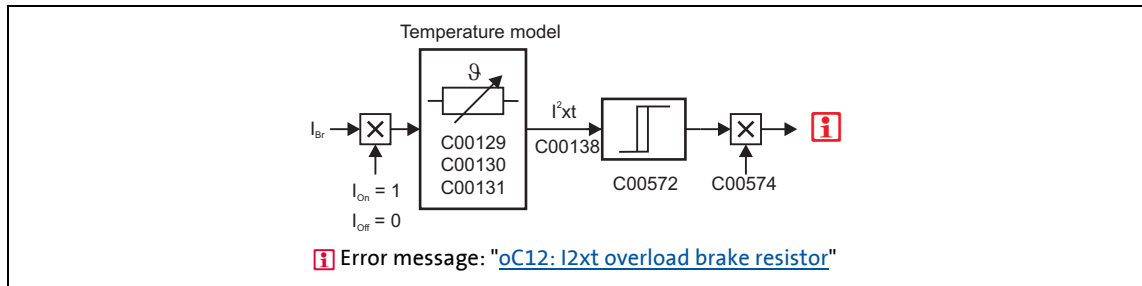 Temperature model
ϑ
I²xt
I_Br
C00129
C00138
C00130
C00131
C00572
C00574
I_On = 1
I_Off = 0
i Error message: "oC12: I2xt overload brake resistor"